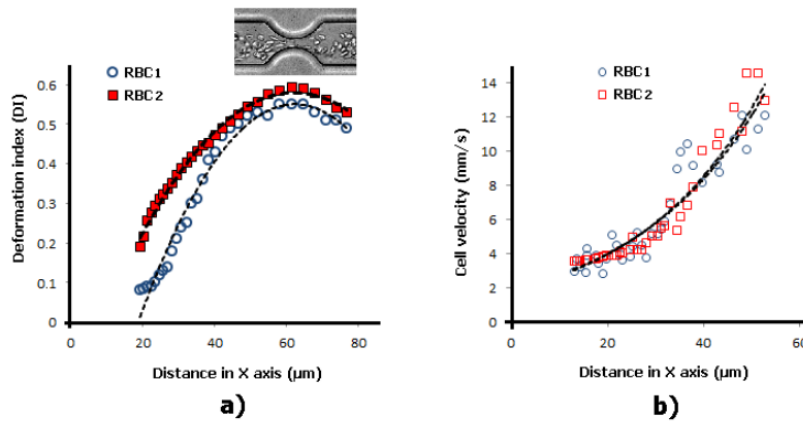 RBC1
RBC2
Deformation index (DI)
0.6
0.5
0.4
0.3
0.2
0.1
0
0 20 40 60 80
Distance in X axis (µm)
a)
RBC1
RBC2
Cell velocity (mm/s)
14
12
10
8
6
4
2
0
0 20 40 60
Distance in X axis (µm)
b)